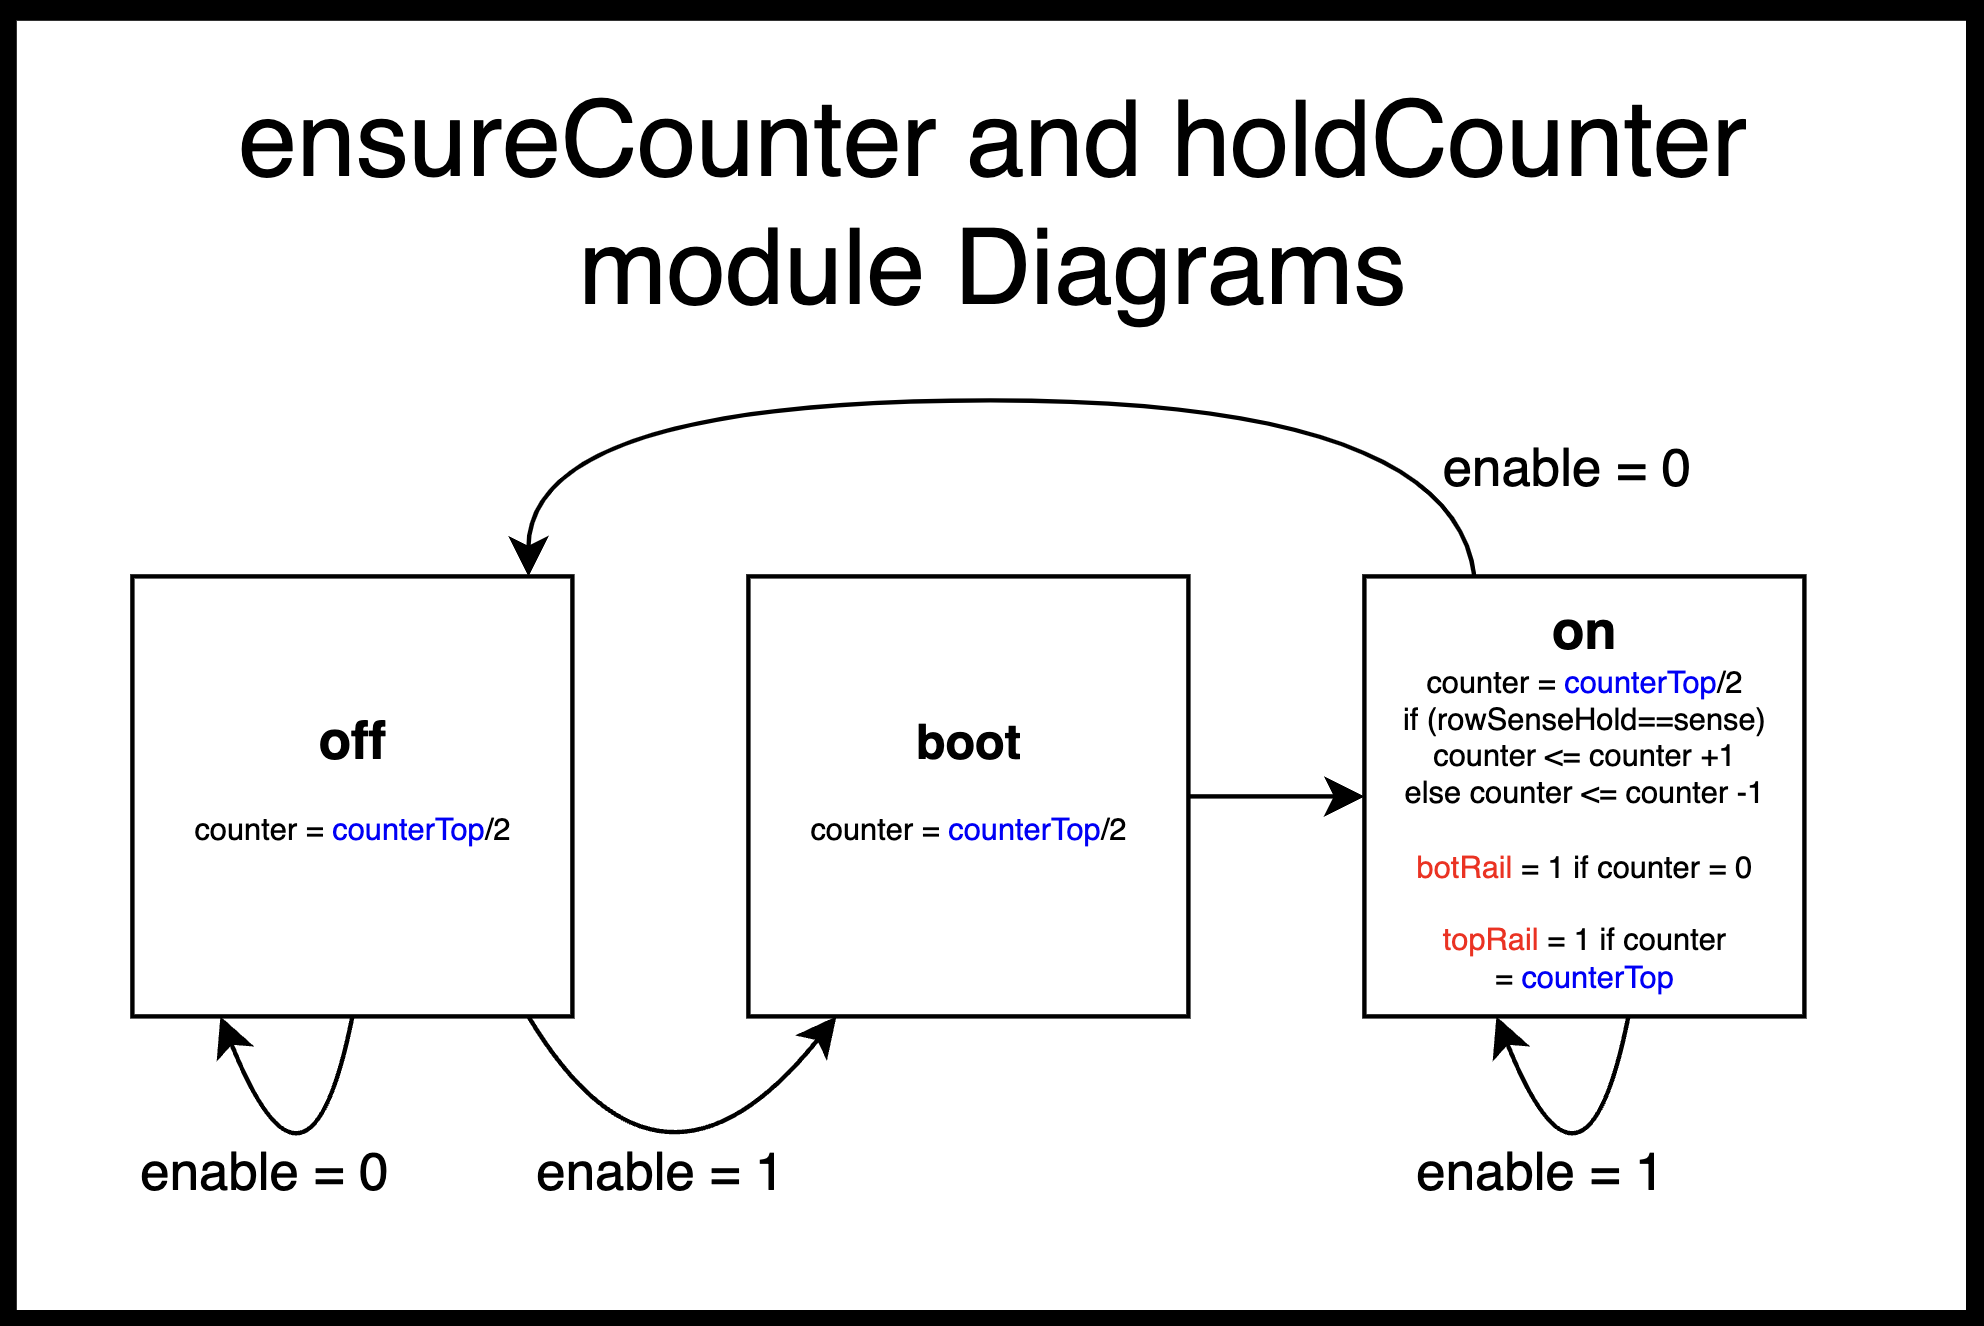 ensureCounter and holdCounter
module Diagrams
enable = 0
off
counter = counterTop/2
boot
counter = counterTop/2
on
counter = counterTop/2
if (rowSenseHold==sense)
counter <= counter +1
else counter <= counter -1
botRail = 1 if counter = 0
topRail = 1 if counter
= counterTop
enable = 0
enable = 1
enable = 1